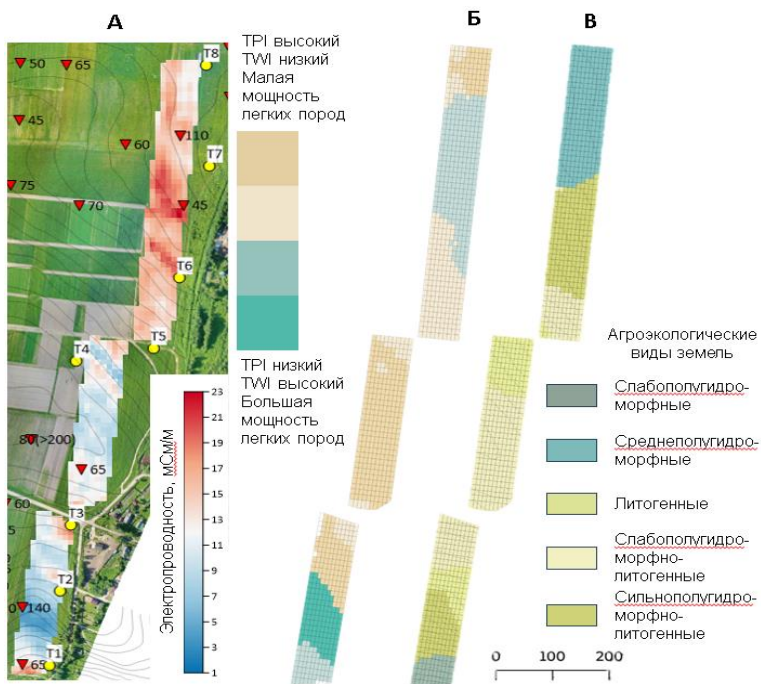 А
Б
В
50
65
T8
45
60
110
T7
75
70
45
T6
T5
T4
8 (>200)
65
60
T3
T2
140
65
T1
TPI высокий
TWI низкий
Малая
мощность
легких пород
TPI низкий
TWI высокий
Большая
мощность
легких пород
Электропроводность, мСм/м
23
21
19
17
15
13
11
9
7
5
3
1
Агроэкологические
виды земель
Слабополугидро-
морфные
Среднеполугидро-
морфные
Литогенные
Слабополугидро-
морфно-
литогенные
Сильнополугидро-
морфно-
литогенные
0 100 200